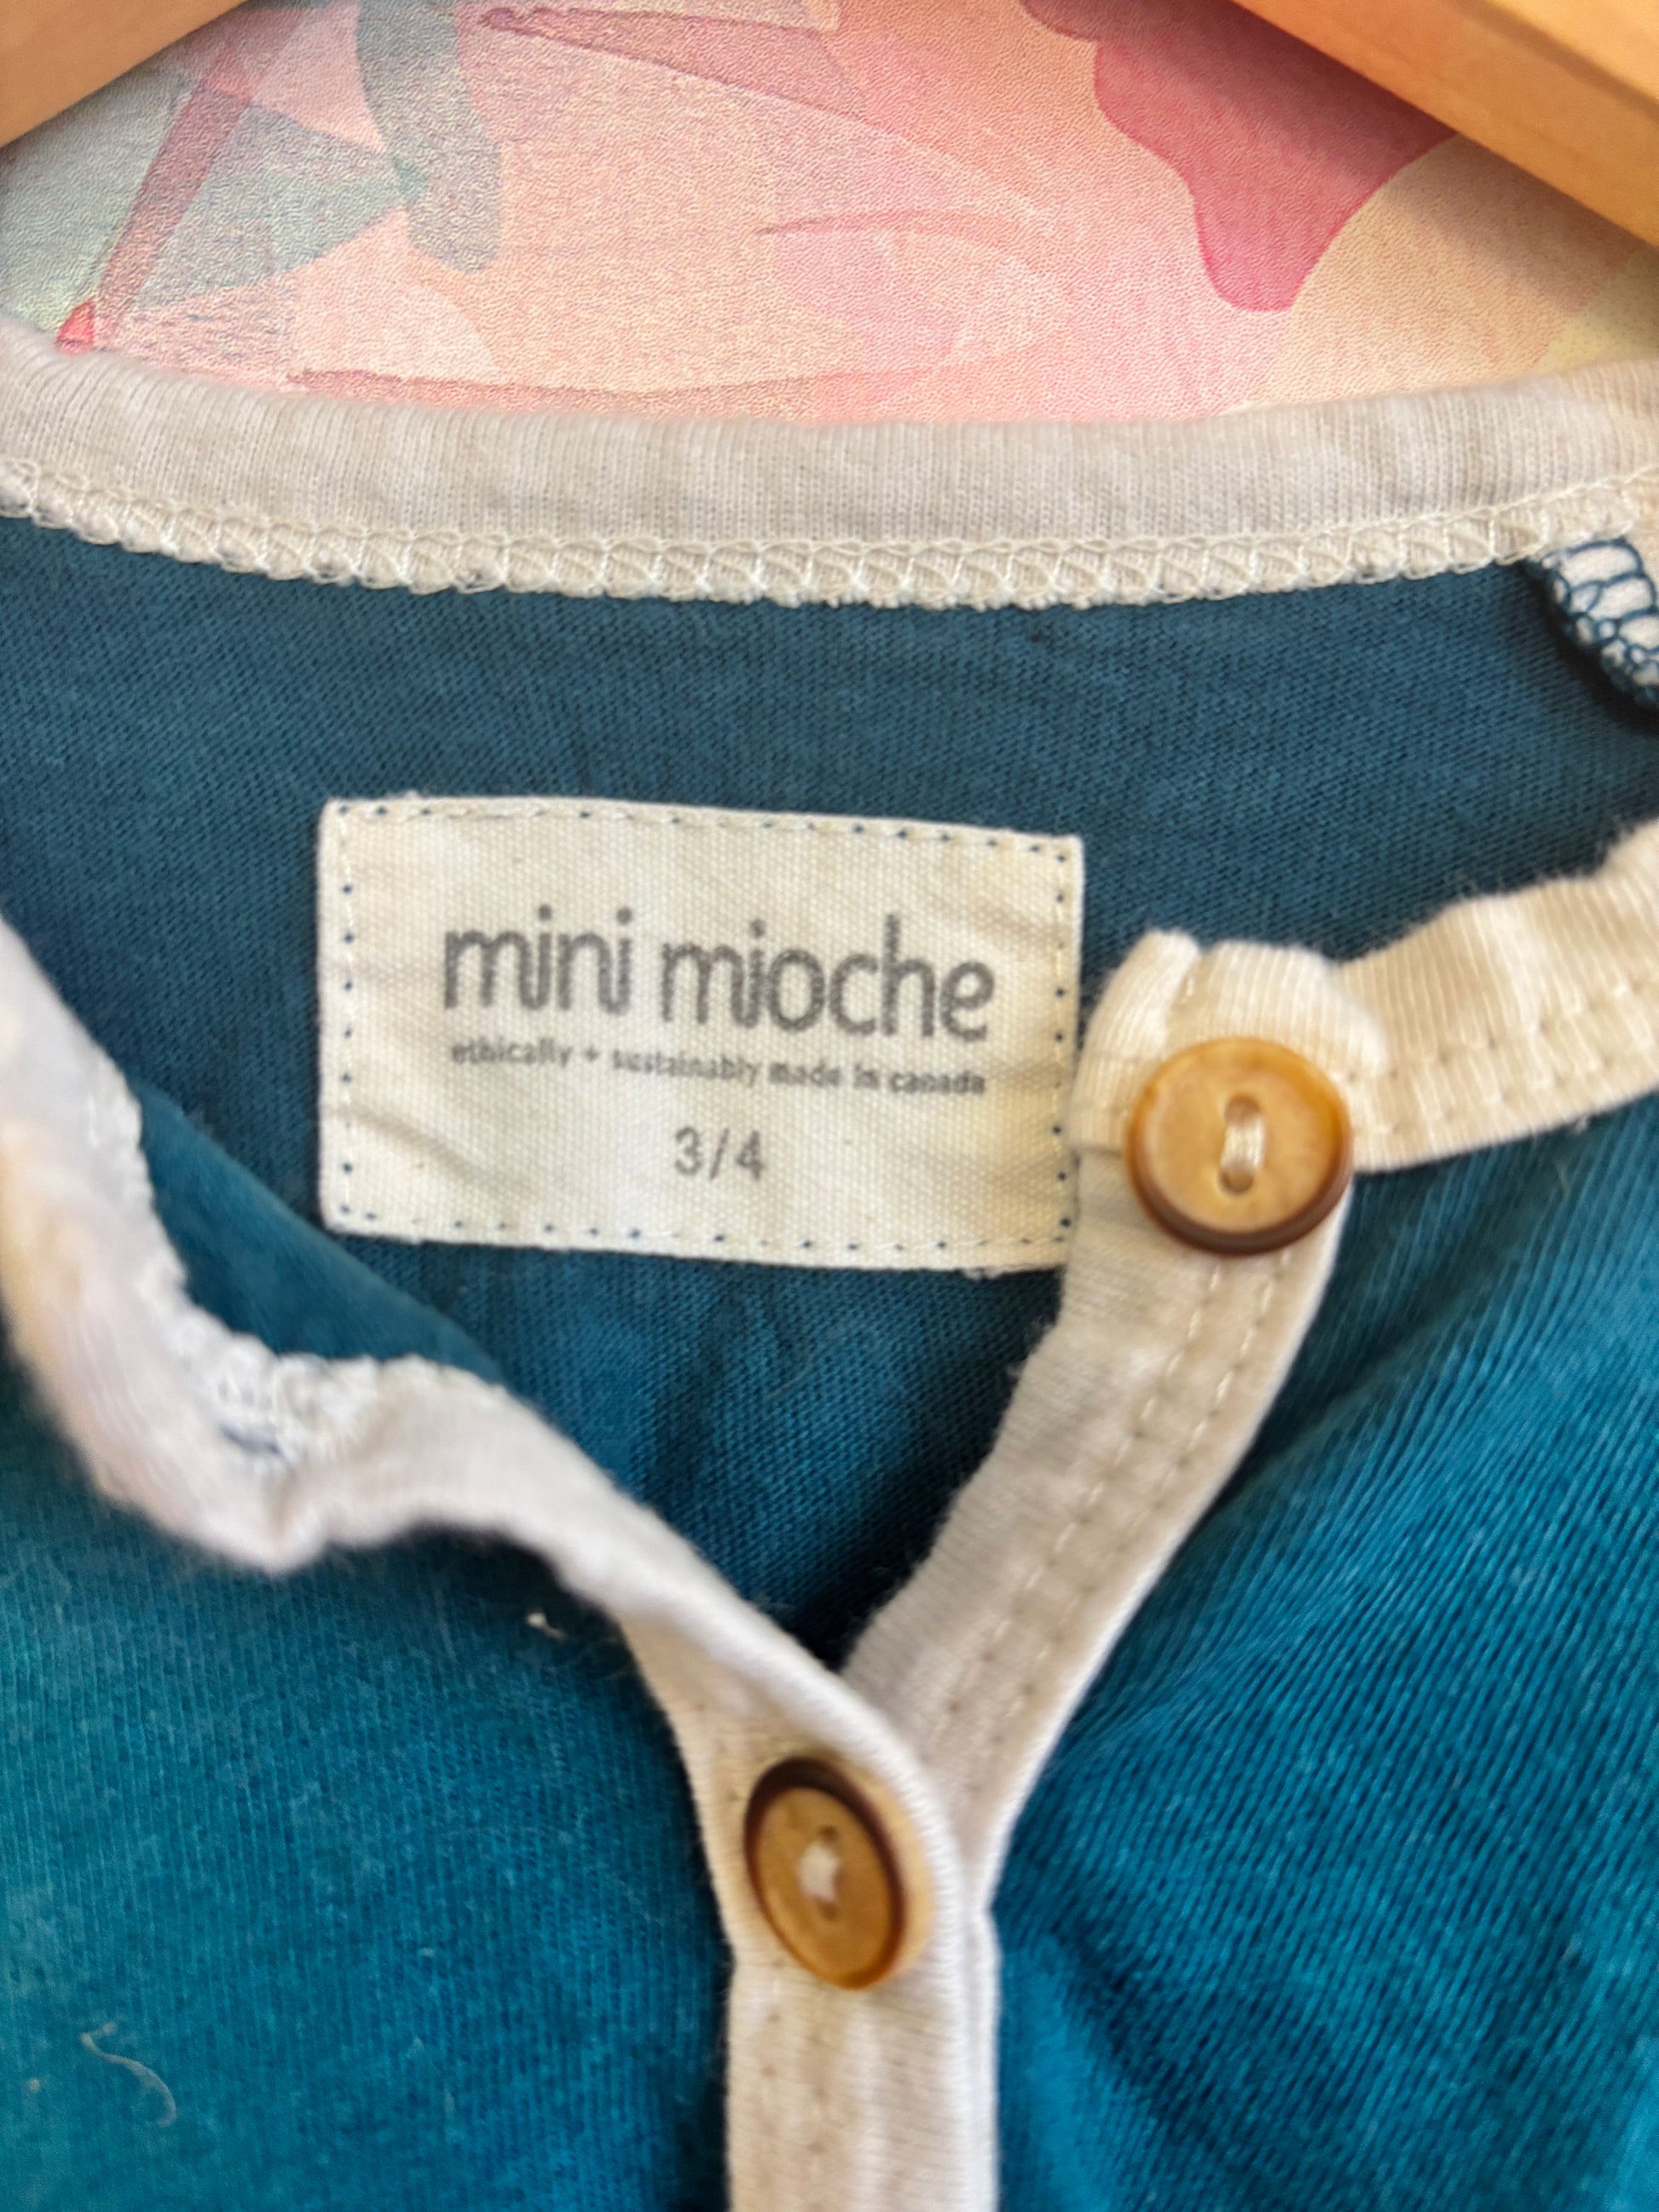 mini mioche
ethically + sustainably made in canada
3/4